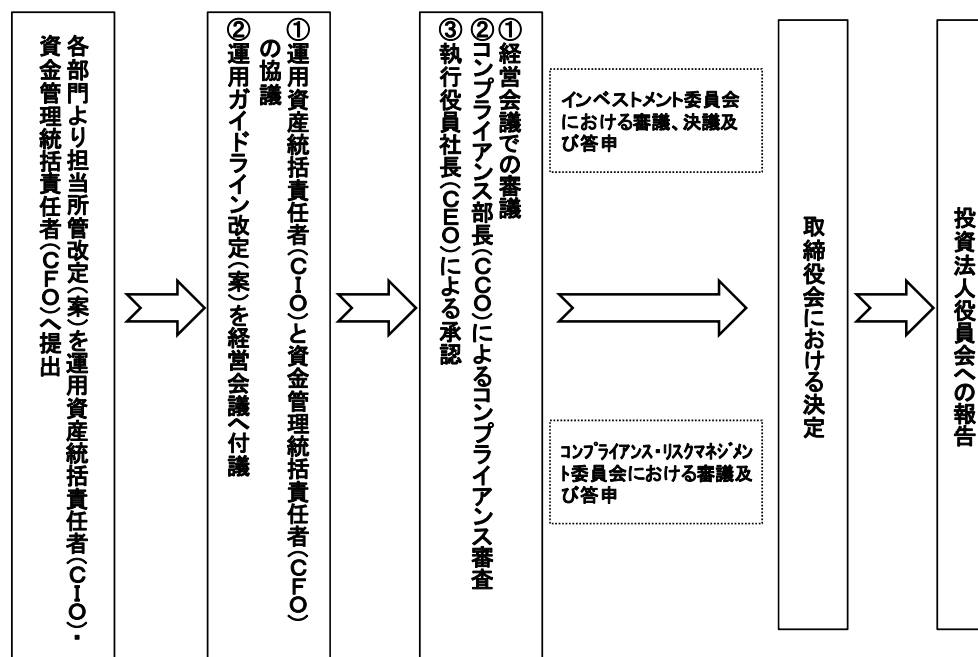 各部門より担当所管改定（案）を運用資産統括責任者（CIO）・
資金管理統括責任者（CFO）へ提出
①運用資産統括責任者（CIO）と資金管理統括責任者（CFO）
の協議
②運用ガイドライン改定（案）を経営会議へ付議
①経営会議での審議
②コンプライアンス部長（CCO）によるコンプライアンス審査
③執行役員社長（CEO）による承認
インベストメント委員会
における審議、決議及
び答申
コンプライアンス・リスクマネジメン
ト委員会における審議及
び答申
取締役会における決定
投資法人役員会への報告